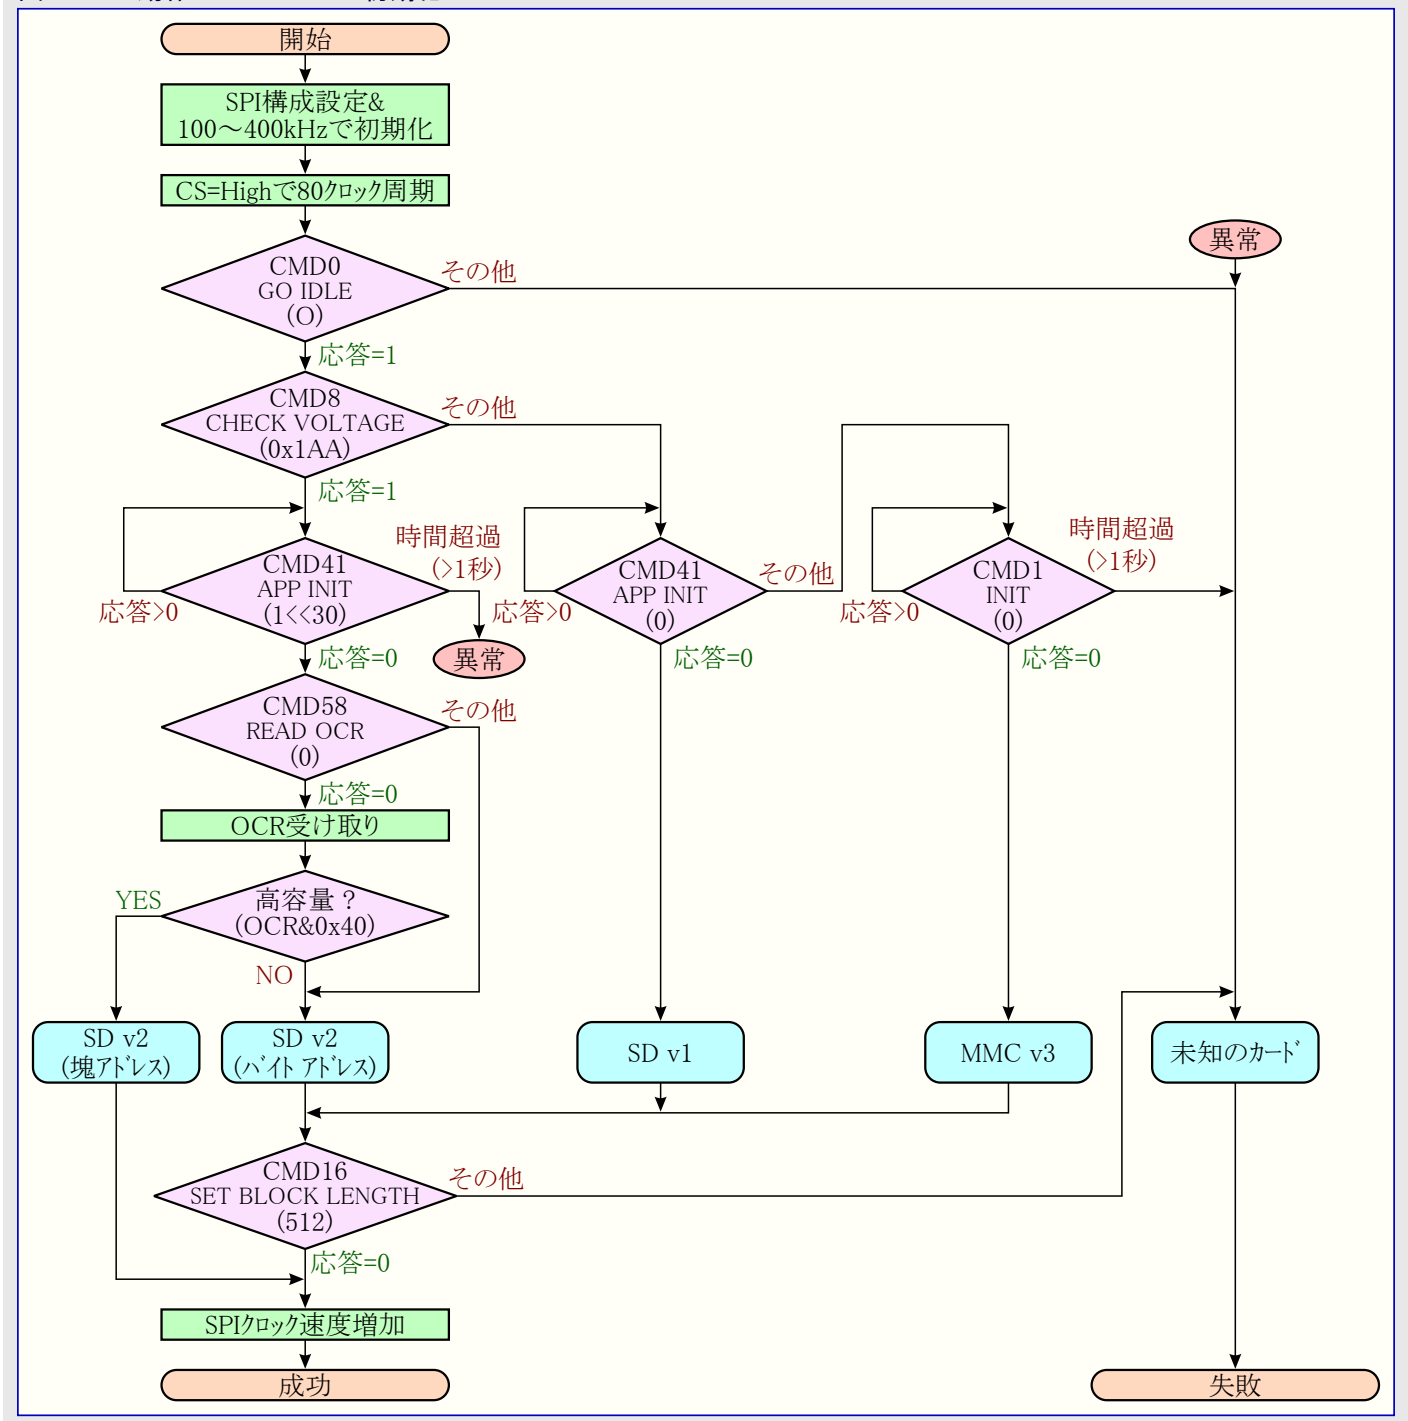 開始
SPI構成設定&
100～400kHzで初期化
CS=Highで80クロック周期
異常
CMD0
GO IDLE
(O)
その他
応答=1
CMD8
CHECK VOLTAGE
(0x1AA)
その他
応答=1
CMD41
APP INIT
(1<<30)
応答>0
時間超過
(>1秒)
異常
応答=0
CMD41
APP INIT
(0)
応答>0
その他
応答=0
CMD1
INIT
(0)
応答>0
時間超過
(>1秒)
応答=0
CMD58
READ OCR
(0)
その他
応答=0
OCR受け取り
高容量？
(OCR&0x40)
YES
NO
SD v2
(塊アドレス)
SD v2
(バイト アドレス)
SD v1
MMC v3
未知のカード
CMD16
SET BLOCK LENGTH
(512)
その他
応答=0
SPIクロック速度増加
成功
失敗